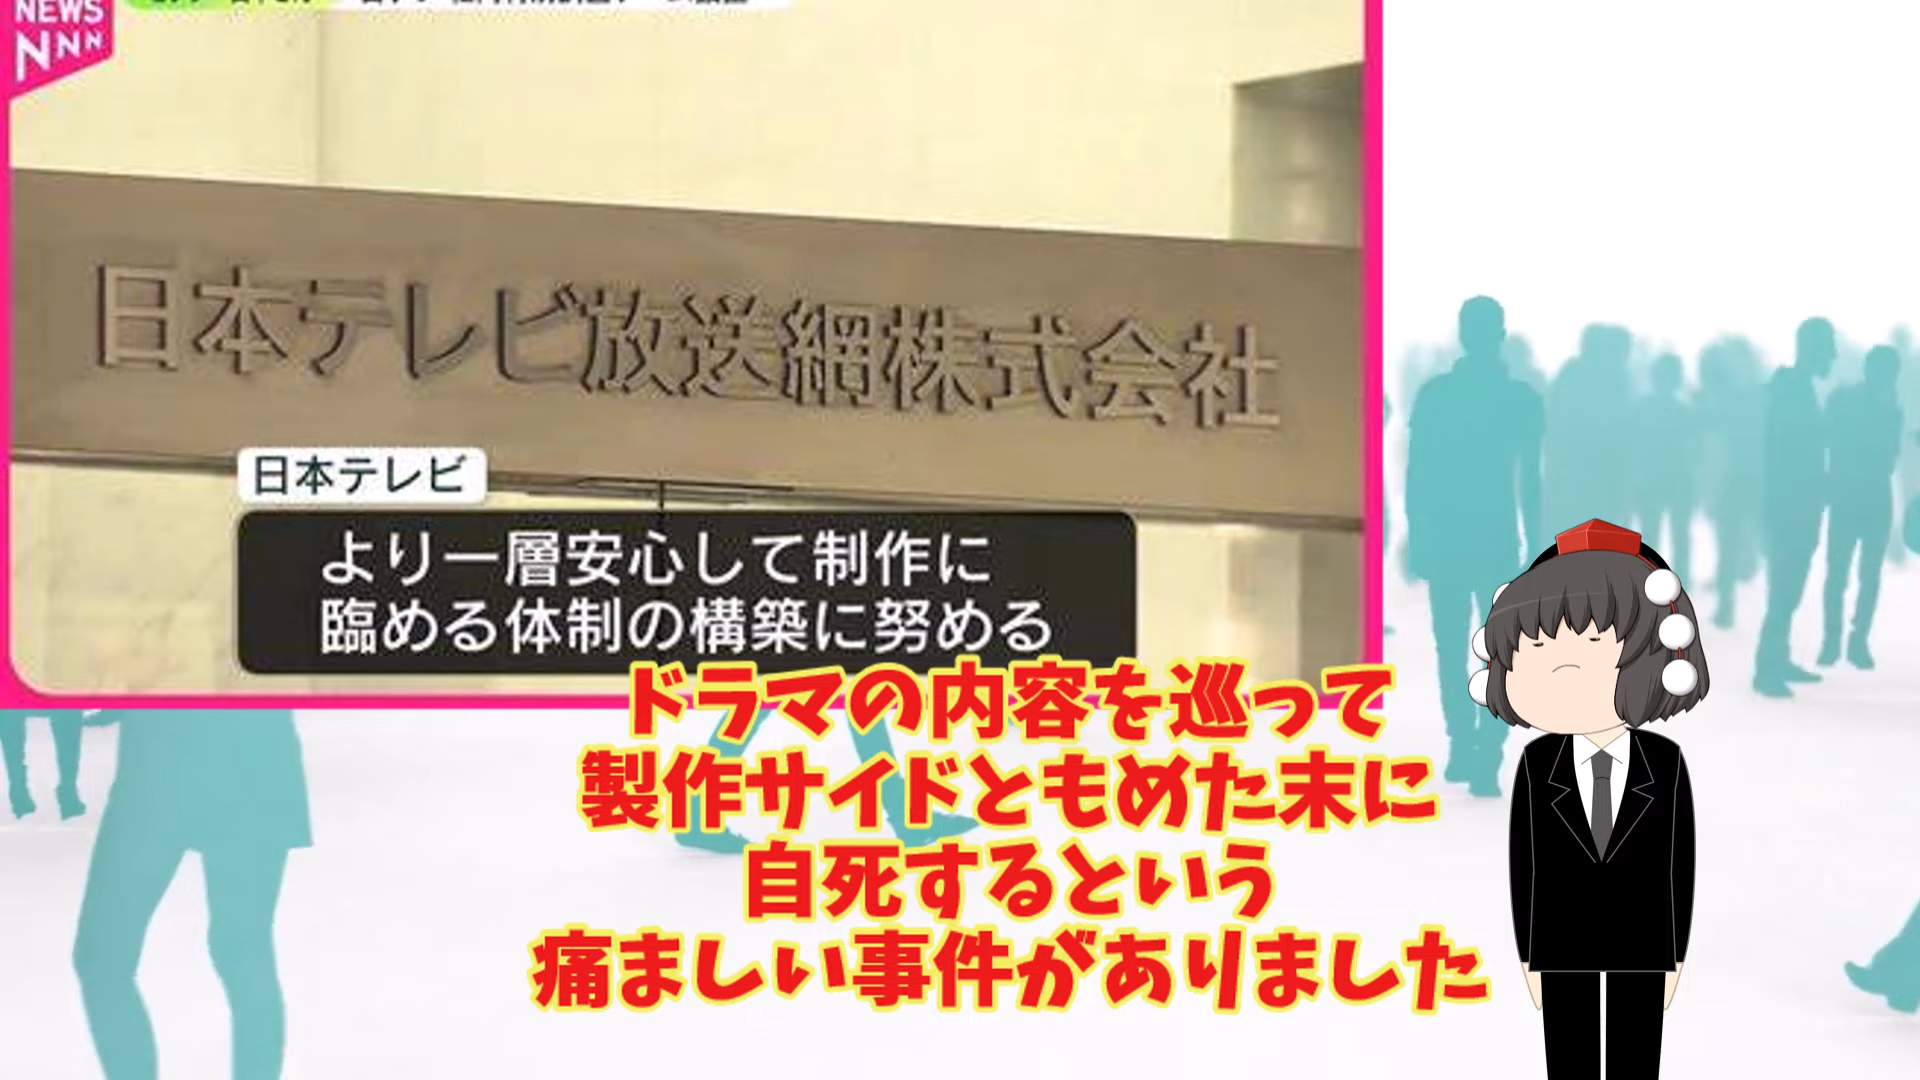 NEWS
NNN
日本テレビ放送網株式会社
日本テレビ
より一層安心して制作に
臨める体制の構築に努める
ドラマの内容を巡って
製作サイドともめた末に
自死するという
痛ましい事件がありました